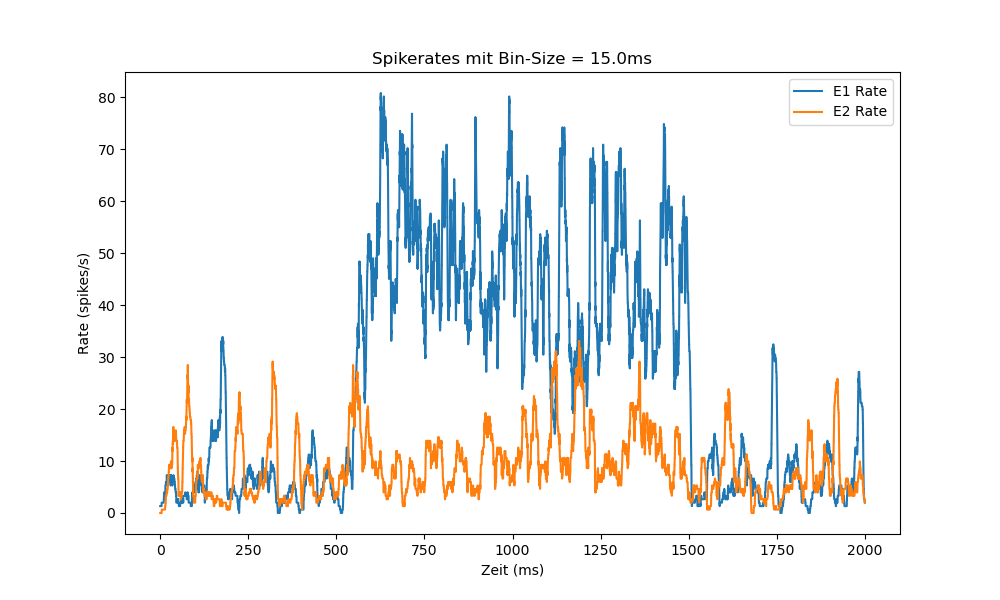 Spikerates mit Bin-Size = 15.0ms
E1 Rate
E2 Rate
Rate (spikes/s)
80
70
60
50
40
30
20
10
0
0 250 500 750 1000 1250 1500 1750 2000
Zeit (ms)